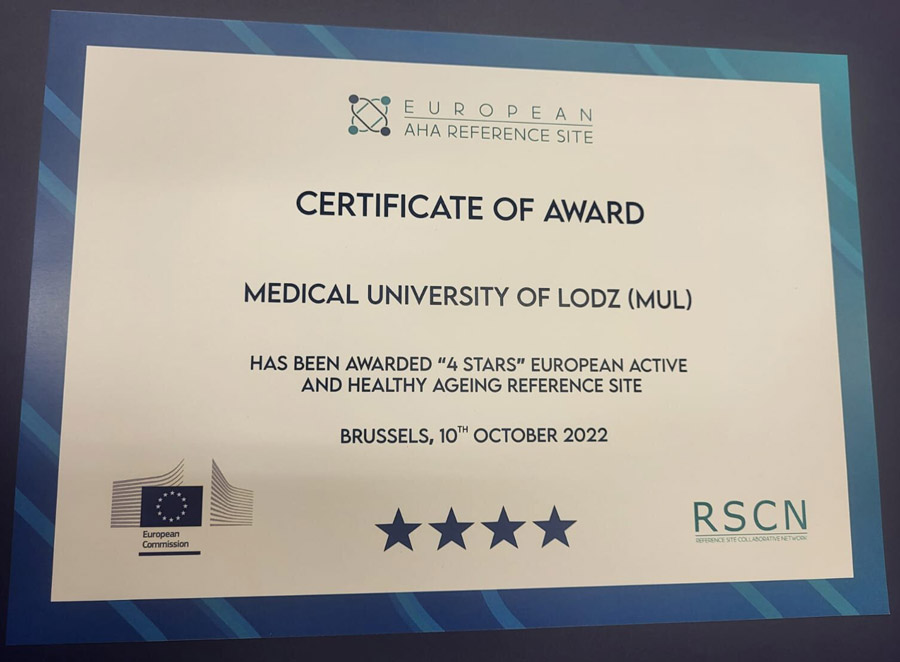 EUROPEAN
AHA REFERENCE SITE
CERTIFICATE OF AWARD
MEDICAL UNIVERSITY OF LODZ (MUL)
HAS BEEN AWARDED "4 STARS" EUROPEAN ACTIVE
AND HEALTHY AGEING REFERENCE SITE
BRUSSELS, 10TH OCTOBER 2022
European
Commission
RSCN
REFERENCE SITE COLLABORATIVE NETWORK